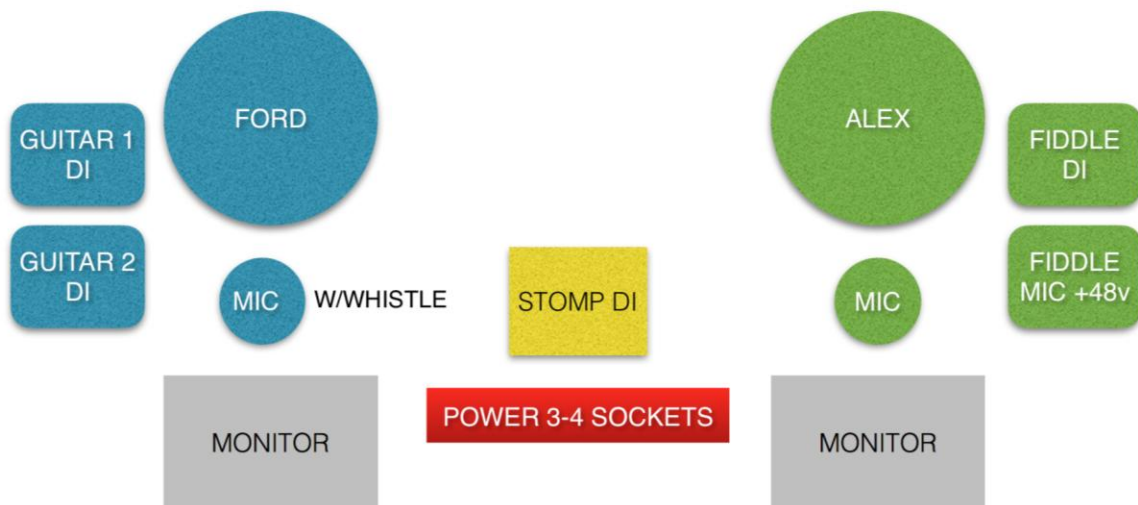 FORD
ALEX
GUITAR 1
DI
FIDDLE
DI
GUITAR 2
DI
MIC
W/WHISTLE
STOMP DI
MIC
FIDDLE
MIC +48v
POWER 3-4 SOCKETS
MONITOR
MONITOR